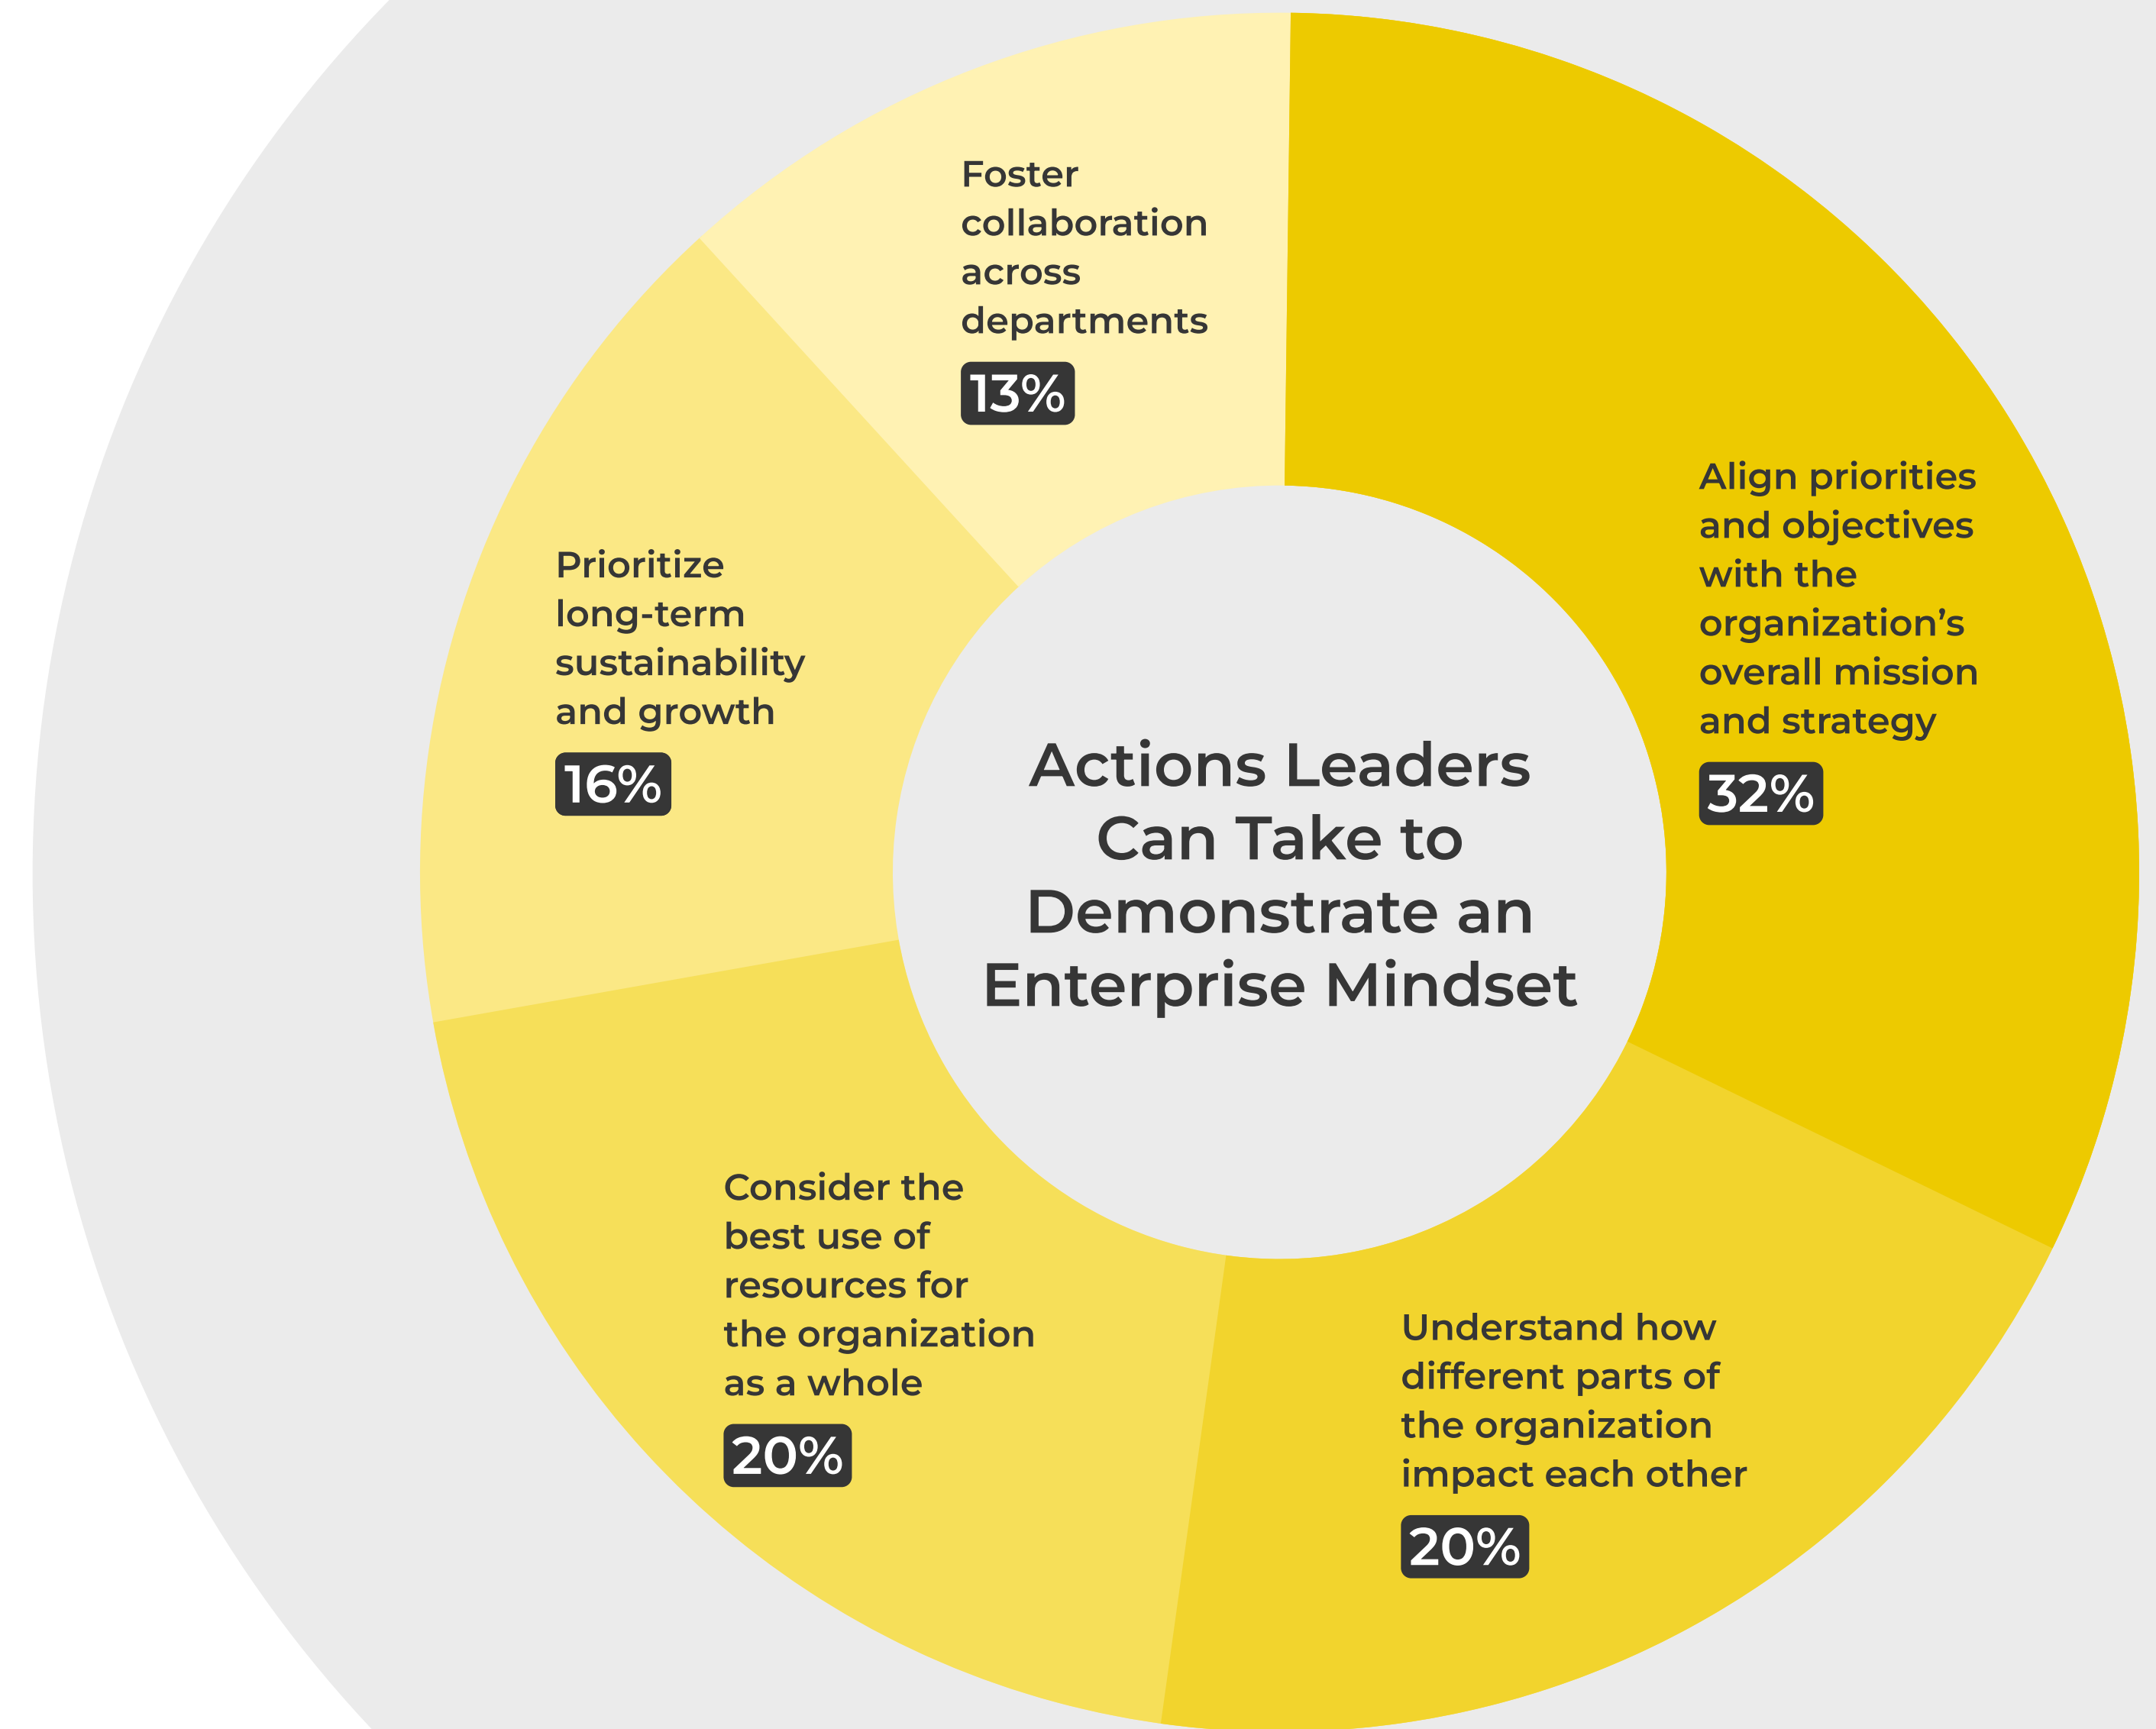 Actions Leaders
Can Take to
Demonstrate an
Enterprise Mindset
Foster
collaboration
across
departments
13%
Align priorities
and objectives
with the
organization's
overall mission
and strategy
32%
Understand how
different parts of
the organization
impact each other
20%
Consider the
best use of
resources for
the organization
as a whole
20%
Prioritize
long-term
sustainability
and growth
16%